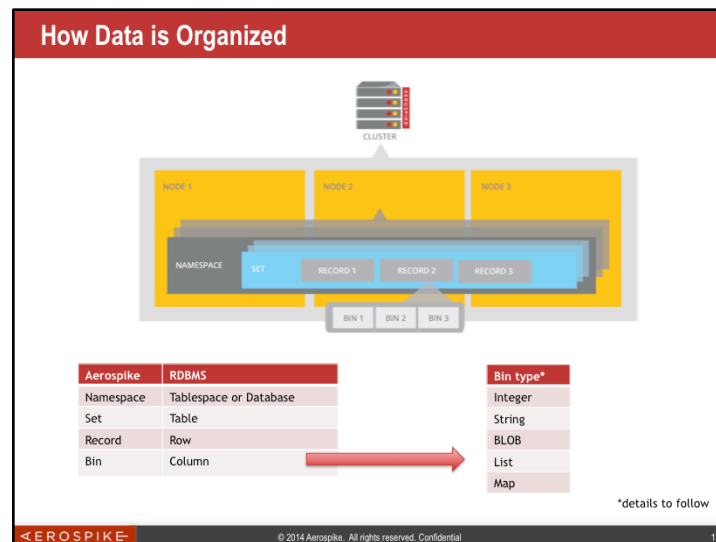 How Data is Organized
AEROSPIKE
CLUSTER
NODE 1 NODE 2 NODE 3
NAMESPACE SET RECORD 1 RECORD 2 RECORD 3
BIN 1 BIN 2 BIN 3
Aerospike RDBMS
Namespace Tablespace or Database
Set Table
Record Row
Bin Column
Bin type*
Integer
String
BLOB
List
Map
*details to follow
AEROSPIKE © 2014 Aerospike. All rights reserved. Confidential 1